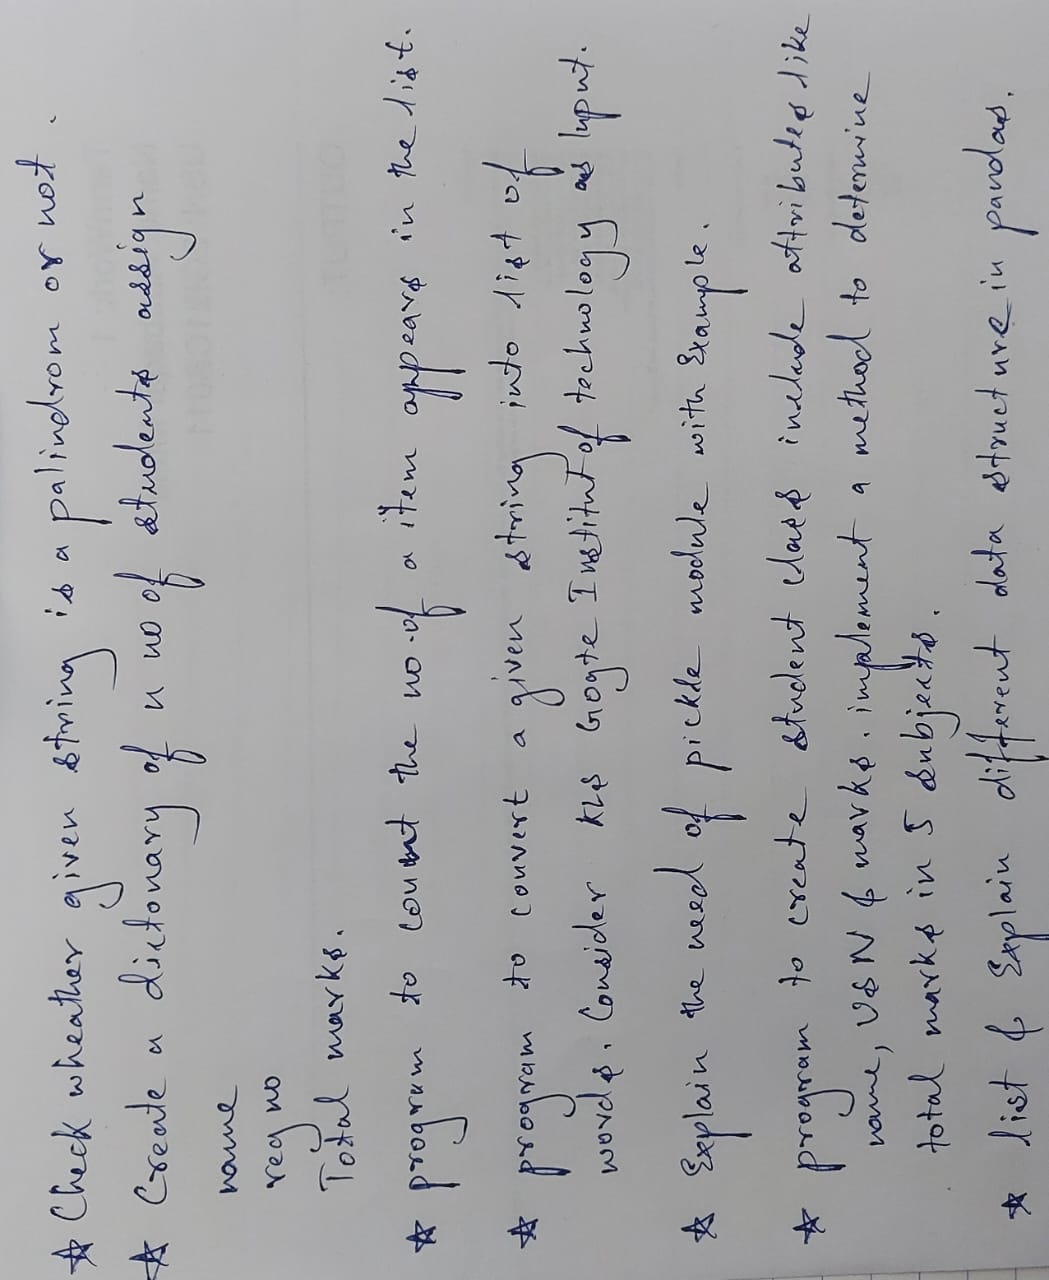 ☆ Check wheather given string is a palindrom or not.
☆ Create a dictonary of n no of students assign
name
reg no
Total marks.
☆ program to count the no.of a item appears in the list.
☆ program to convert a given string into list of
words. Consider KLS Gogte Institut of technology as Input.
☆ Explain the need of pickle module with Example.
☆ program to create student class include attributes like
name, USN & marks. implement a method to determine
total marks in 5 subjects.
☆ list & Explain different data structure in pandas.